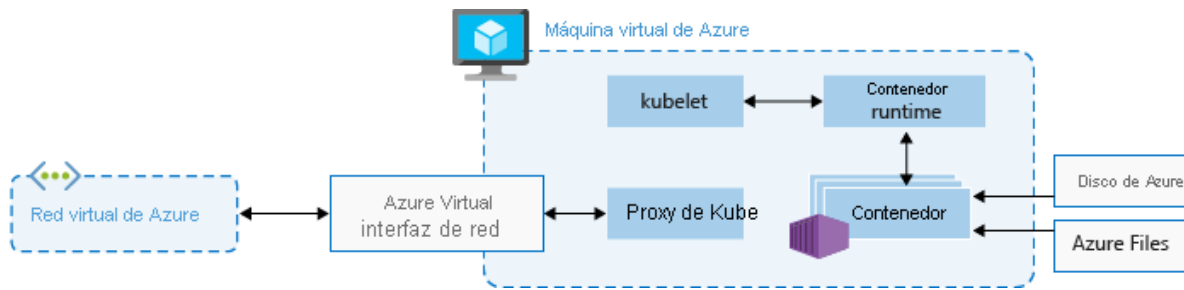 Máquina virtual de Azure
kubelet
Contenedor
runtime
Red virtual de Azure
Azure Virtual
interfaz de red
Proxy de Kube
Contenedor
Disco de Azure
Azure Files